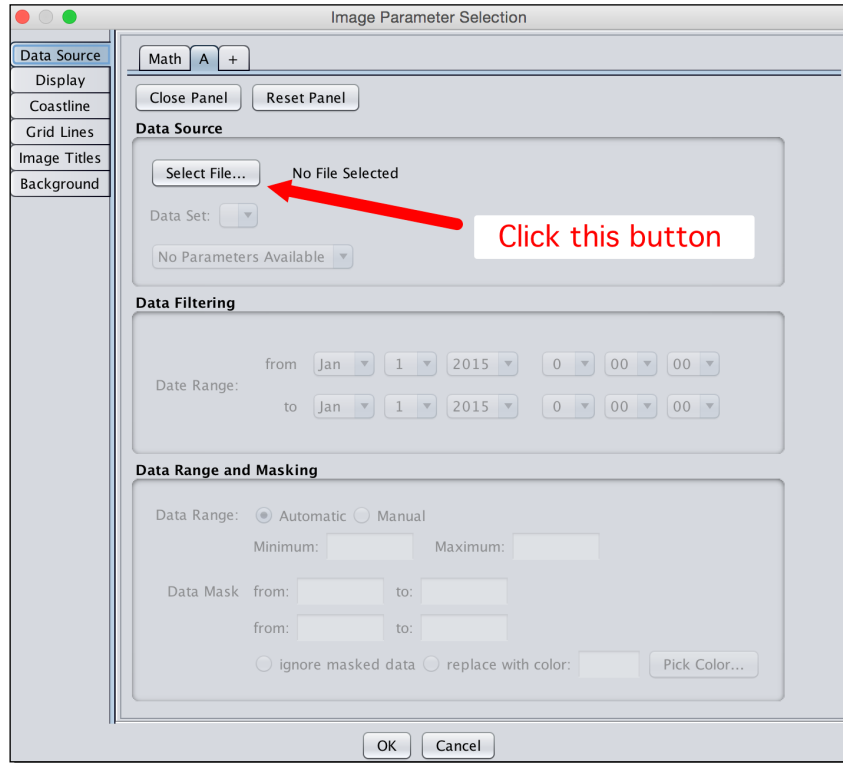 Image Parameter Selection
Data Source
Display
Coastline
Grid Lines
Image Titles
Background
Math A +
Close Panel Reset Panel
Data Source
Select File... No File Selected
Data Set:
No Parameters Available
Click this button
Data Filtering
Date Range:
from Jan 1 2015 0 00 00
to Jan 1 2015 0 00 00
Data Range and Masking
Data Range: Automatic Manual
Minimum: Maximum:
Data Mask from: to:
from: to:
ignore masked data replace with color: Pick Color...
OK Cancel